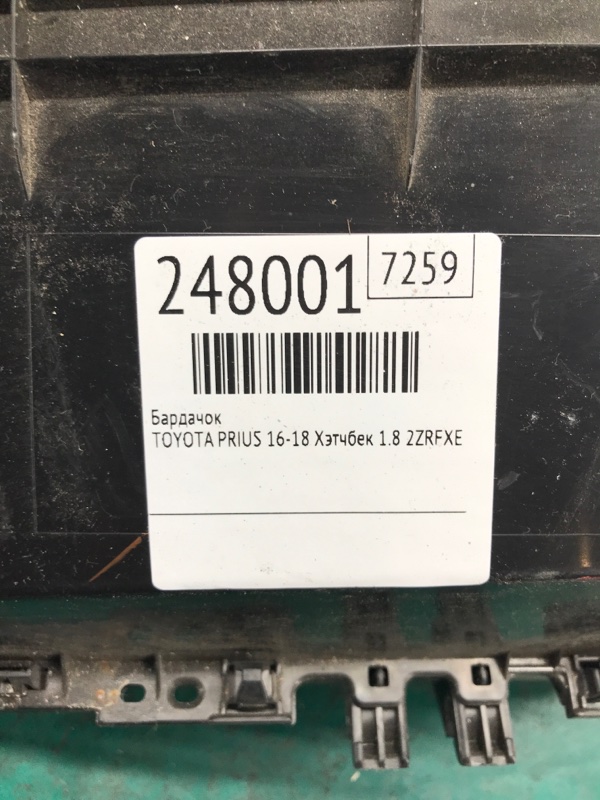 248001
7259
Бардачок
TOYOTA PRIUS 16-18 Хэтчбек 1.8 2ZRFXE